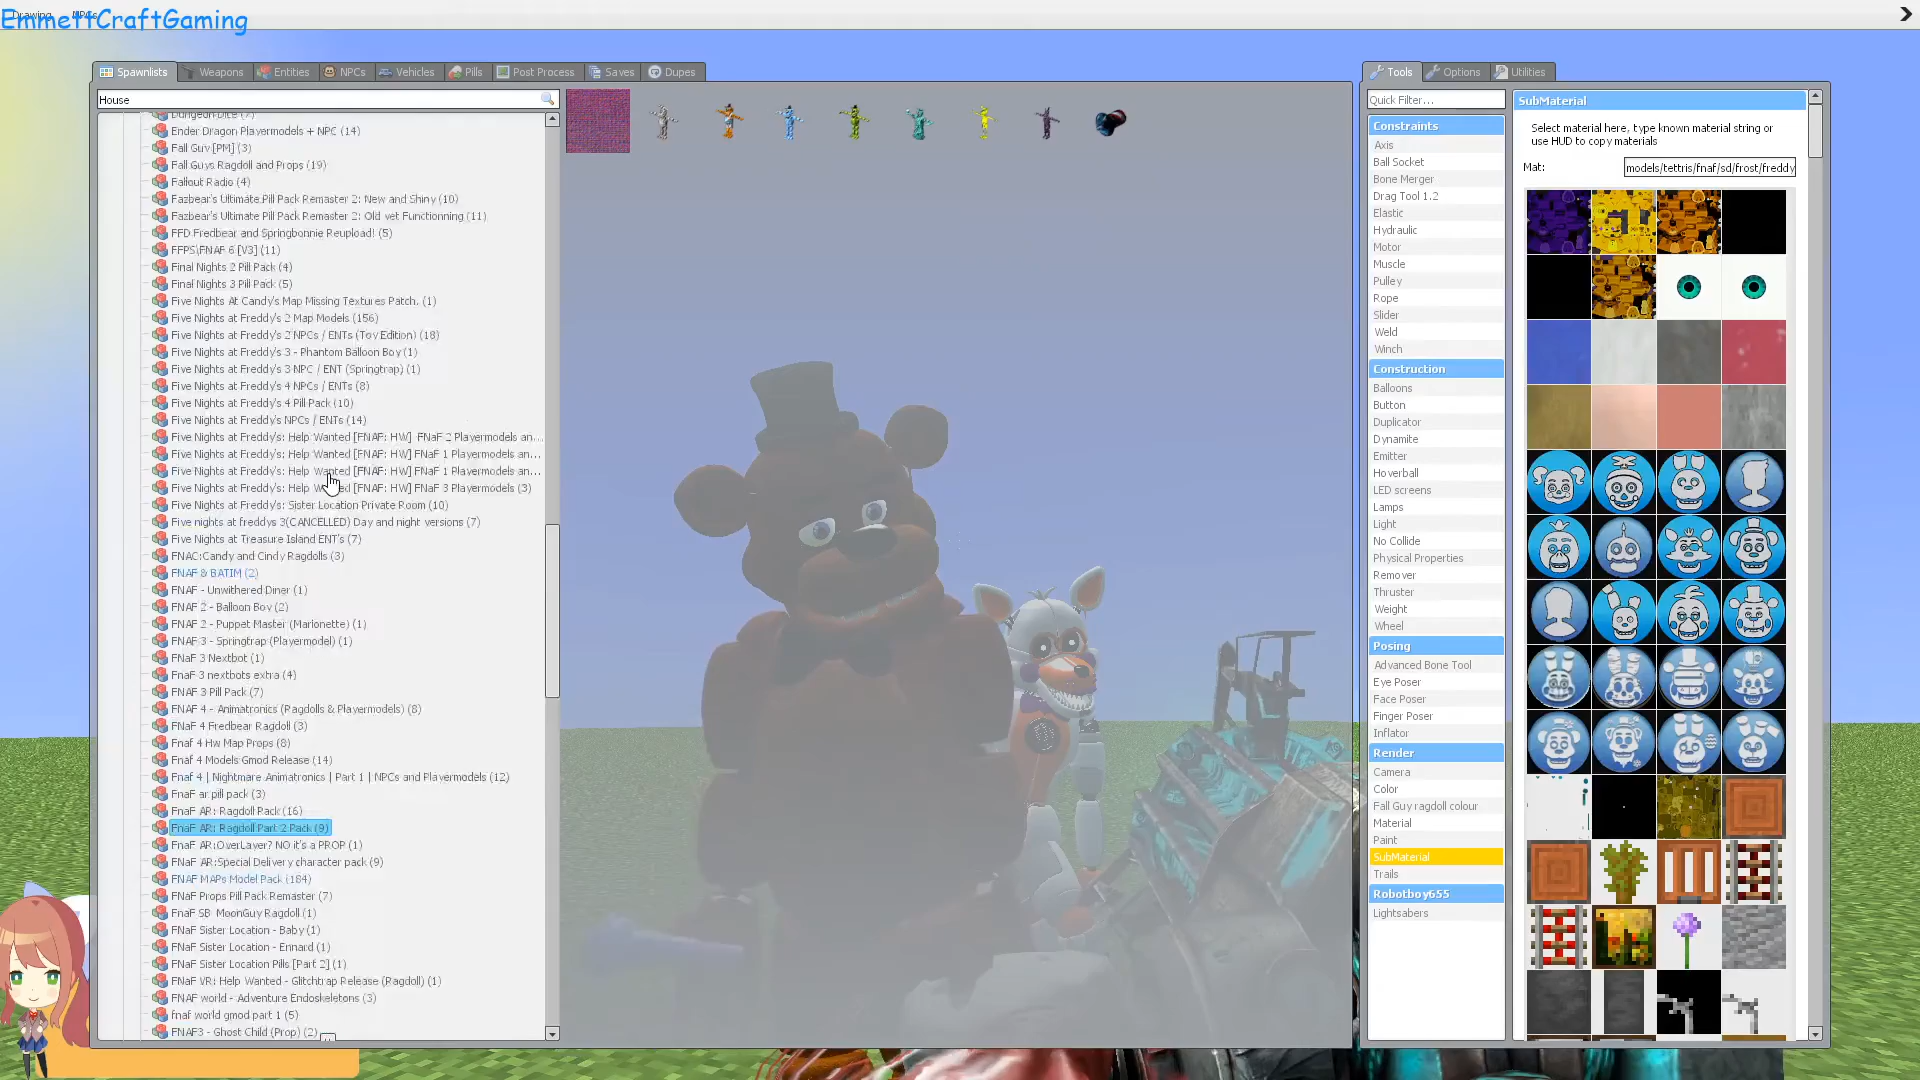 Drawing NPCs
EmmettCraftGaming
Spawnlists Weapons Entities NPCs Vehicles Pills Post Process Saves Dupes
House
Dungeon Dice (7)
Ender Dragon Playermodels + NPC (14)
Fall Guy [PM] (3)
Fall Guys Ragdoll and Props (19)
Fallout Radio (4)
Fazbear's Ultimate Pill Pack Remaster 2: New and Shiny (10)
Fazbear's Ultimate Pill Pack Remaster 2: Old yet Functionning (11)
FFD Fredbear and Springbonnie Reupload! (5)
FFPS\FNAF 6 [V3] (11)
Final Nights 2 Pill Pack (4)
Final Nights 3 Pill Pack (5)
Five Nights At Candy's Map Missing Textures Patch. (1)
Five Nights at Freddy's 2 Map Models (156)
Five Nights at Freddy's 2 NPCs / ENTs (Toy Edition) (18)
Five Nights at Freddy's 3 - Phantom Balloon Boy (1)
Five Nights at Freddy's 3 NPC / ENT (Springtrap) (1)
Five Nights at Freddy's 4 NPCs / ENTs (8)
Five Nights at Freddy's 4 Pill Pack (10)
Five Nights at Freddy's NPCs / ENTs (14)
Five Nights at Freddy's: Help Wanted [FNAF: HW] FNaF 2 Playermodels an...
Five Nights at Freddy's: Help Wanted [FNAF: HW] FNaF 1 Playermodels an...
Five Nights at Freddy's: Help Wanted [FNAF: HW] FNaF 1 Playermodels an...
Five Nights at Freddy's: Help Wanted [FNAF: HW] FNaF 3 Playermodels (3)
Five Nights at Freddy's: Sister Location Private Room (10)
Five nights at freddys 3(CANCELLED) Day and night versions (7)
Five Nights at Treasure Island ENT's (7)
FNAC:Candy and Cindy Ragdolls (3)
FNAF & BATIM (2)
FNAF - Unwithered Diner (1)
FNAF 2 - Balloon Boy (2)
FNAF 2 - Puppet Master (Marionette) (1)
FNAF 3 - Springtrap (Playermodel) (1)
FNaF 3 Nextbot (1)
FnaF 3 nextbots extra (4)
FNAF 3 Pill Pack (7)
FNAF 4 - Animatronics (Ragdolls & Playermodels) (8)
FNaF 4 Fredbear Ragdoll (3)
Fnaf 4 Hw Map Props (8)
Fnaf 4 Models Gmod Release (14)
Fnaf 4 | Nightmare Animatronics | Part 1 | NPCs and Playermodels (12)
FnaF ar pill pack (3)
FnaF AR: Ragdoll Pack (16)
FnaF AR: Ragdoll Part 2 Pack (9)
FNaF AR:OverLayer? NO it's a PROP (1)
FNaF AR:Special Delivery character pack (9)
FNAF MAPs Model Pack (184)
FNAF Props Pill Pack Remaster (7)
FNaF SB MoonGuy Ragdoll (1)
FNaF Sister Location - Baby (1)
FNaF Sister Location - Ennard (1)
FNaF Sister Location Pills [Part 2] (1)
FNaF VR: Help Wanted - Glitchtrap Release (Ragdoll) (1)
FNAF world - Adventure Endoskeletons (3)
fnaf world gmod part 1 (5)
FNAF3 - Ghost Child (Prop) (2)
Tools Options Utilities
Quick Filter...
Constraints
Axis
Ball Socket
Bone Merger
Drag Tool 1.2
Elastic
Hydraulic
Motor
Muscle
Pulley
Rope
Slider
Weld
Winch
Construction
Balloons
Button
Duplicator
Dynamite
Emitter
Hoverball
LED screens
Lamps
Light
No Collide
Physical Properties
Remover
Thruster
Weight
Wheel
Posing
Advanced Bone Tool
Eye Poser
Face Poser
Finger Poser
Inflator
Render
Camera
Color
Fall Guy ragdoll colour
Material
Paint
SubMaterial
Trails
Robotboy655
Lightsabers
SubMaterial
Select material here, type known material string or
use HUD to copy materials
Mat: models/tettris/fnaf/sd/frost/freddy